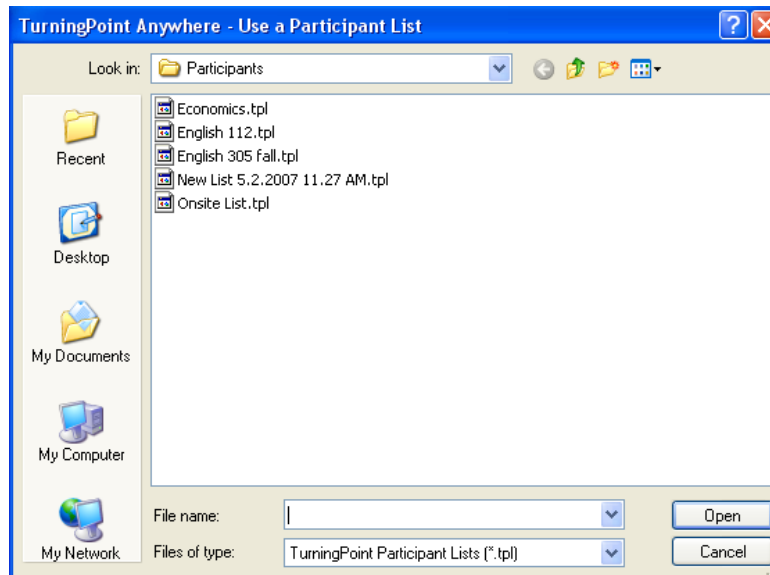 TurningPoint Anywhere - Use a Participant List
Look in: Participants
Economics.tpl
English 112.tpl
English 305 fall.tpl
New List 5.2.2007 11.27 AM.tpl
Onsite List.tpl
Recent
Desktop
My Documents
My Computer
My Network
File name: Open
Files of type: TurningPoint Participant Lists (*.tpl) Cancel